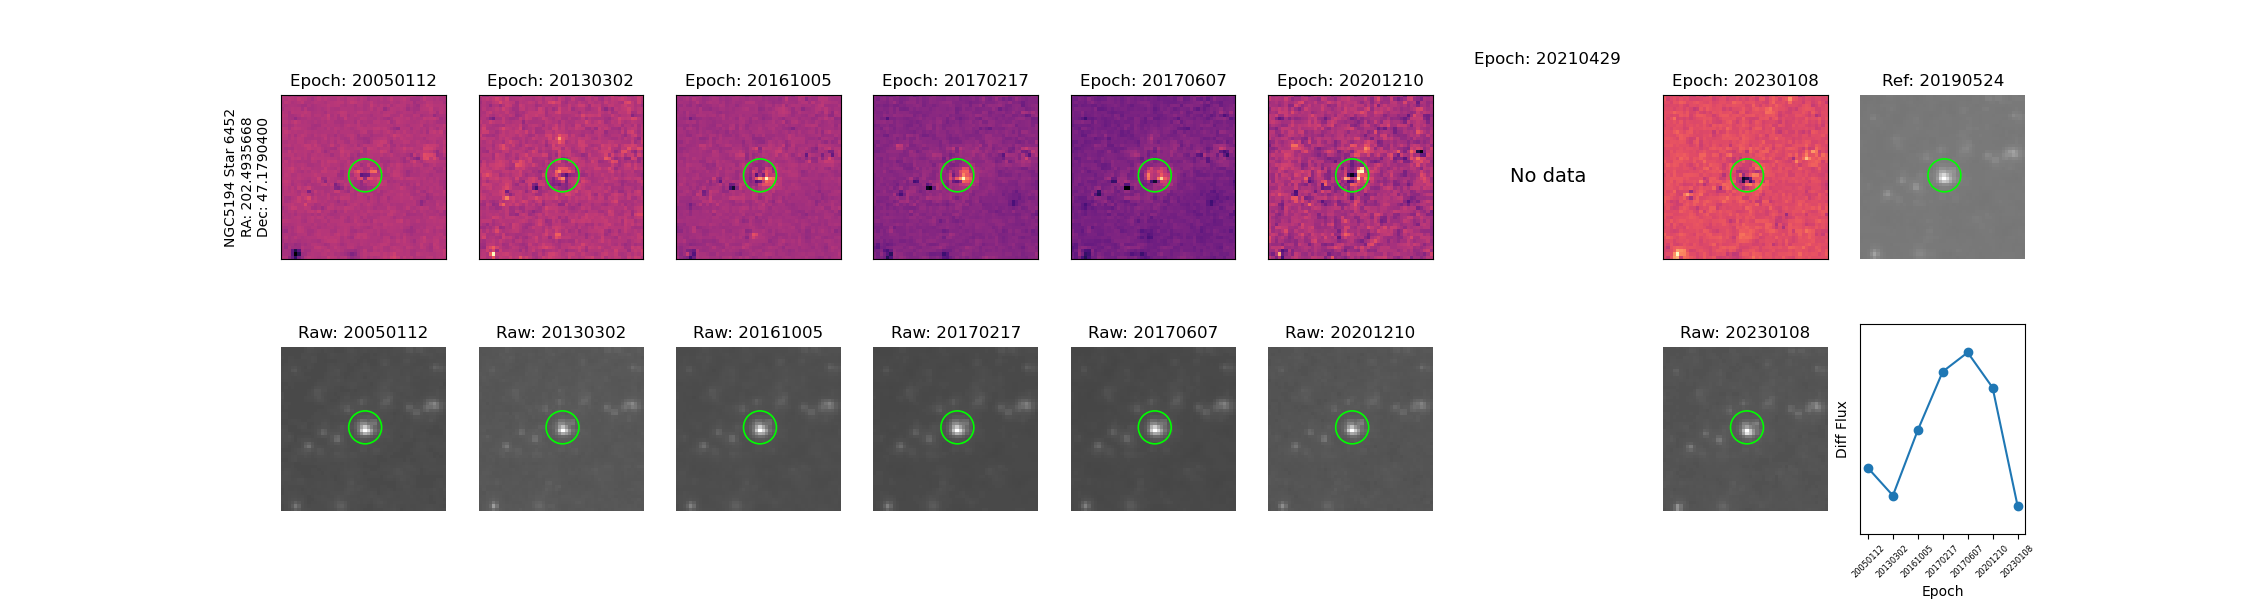 Epoch: 20210429
Epoch: 20050112
Epoch: 20130302
Epoch: 20161005
Epoch: 20170217
Epoch: 20170607
Epoch: 20201210
Epoch: 20230108
Ref: 20190524
NGC5194 Star 6452
RA: 202.4935668
Dec: 47.1790400
No data
Raw: 20050112
Raw: 20130302
Raw: 20161005
Raw: 20170217
Raw: 20170607
Raw: 20201210
Raw: 20230108
Diff Flux
20050112
20130302
20161005
20170217
20170607
20201210
20230108
Epoch